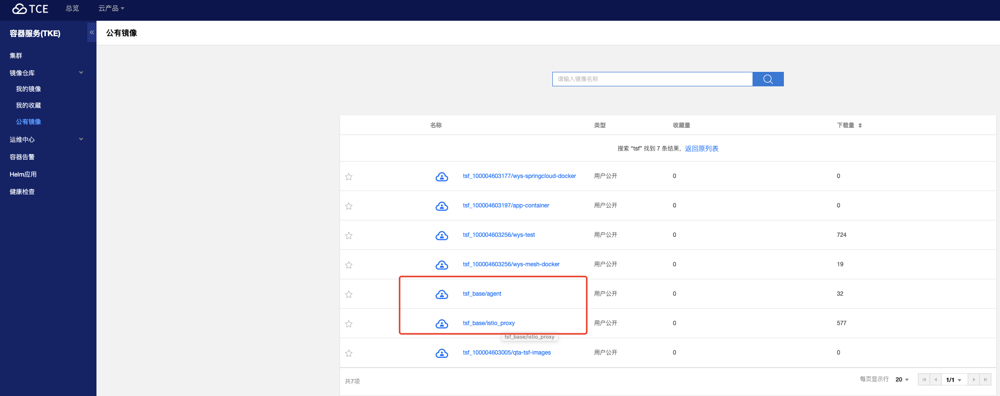 TCE 总览 云产品
容器服务(TKE)
集群
镜像仓库
我的镜像
我的收藏
公有镜像
运维中心
容器告警
Helm应用
健康检查
公有镜像
请输入镜像名称
名称 类型 收藏量 下载量
搜索 “tsf” 找到 7 条结果，返回原列表
tsf_100004603177/wys-springcloud-docker 用户公开 0 0
tsf_100004603197/app-container 用户公开 0 0
tsf_100004603256/wys-test 用户公开 0 724
tsf_100004603256/wys-mesh-docker 用户公开 0 19
tsf_base/agent 用户公开 0 32
tsf_base/istio_proxy 用户公开 0 577
tsf_base/istio_proxy
tsf_100004603005/qta-tsf-images 用户公开 0 0
共7项 每页显示行 20 1/1